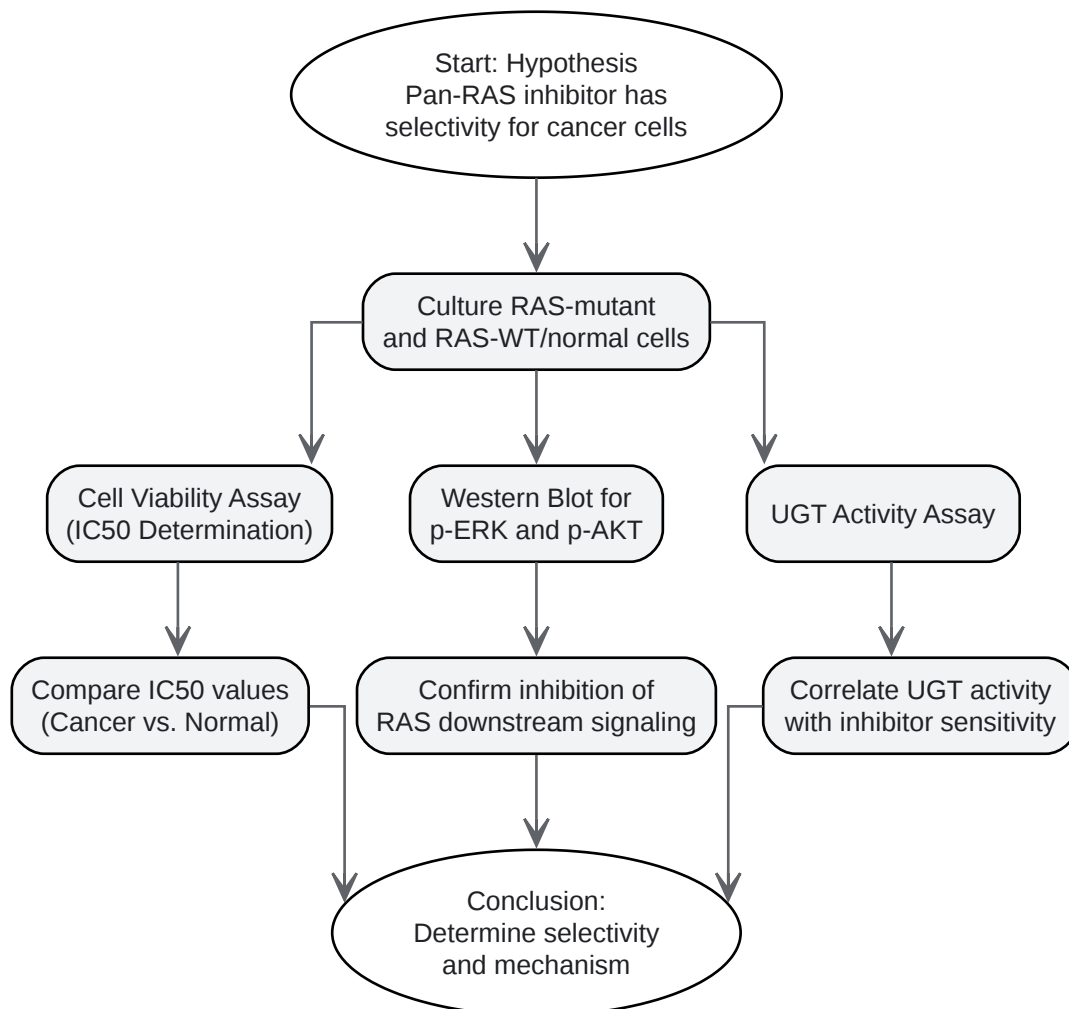 Start: Hypothesis
Pan-RAS inhibitor has
selectivity for cancer cells
Culture RAS-mutant
and RAS-WT/normal cells
Cell Viability Assay
(IC50 Determination)
Western Blot for
p-ERK and p-AKT
UGT Activity Assay
Compare IC50 values
(Cancer vs. Normal)
Confirm inhibition of
RAS downstream signaling
Correlate UGT activity
with inhibitor sensitivity
Conclusion:
Determine selectivity
and mechanism